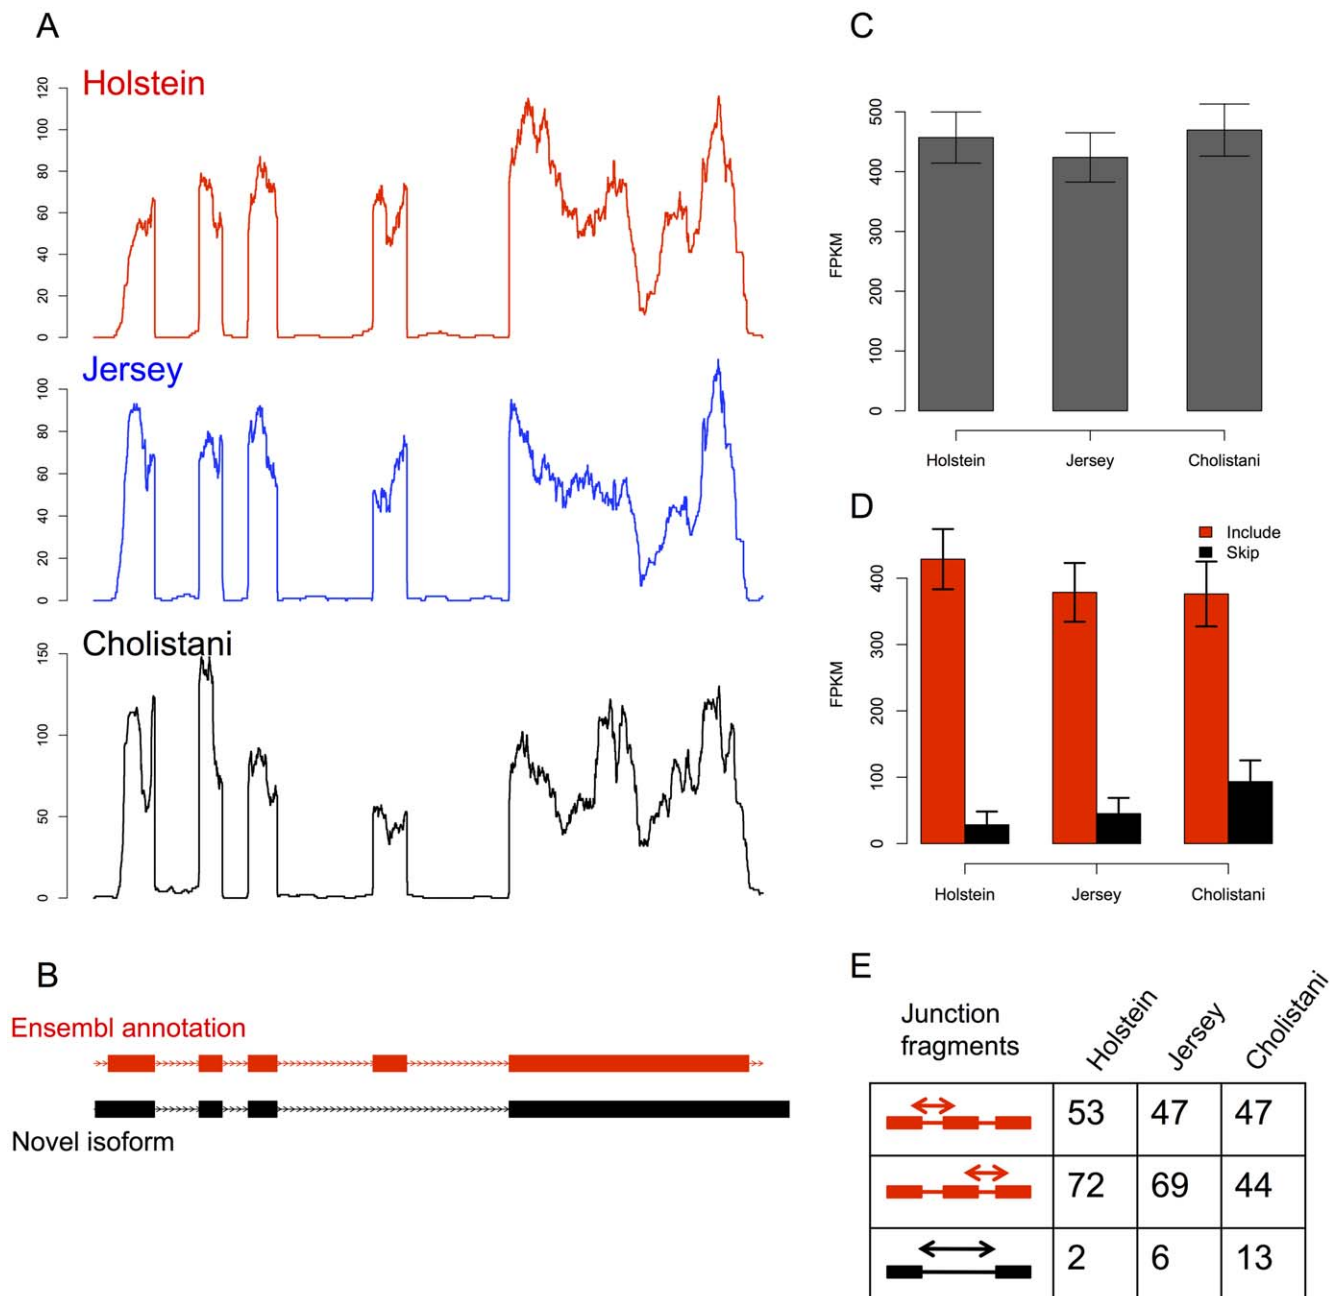 A
Holstein
120
100
80
60
40
20
0
Jersey
100
80
60
40
20
0
Cholistani
150
100
50
0
B
Ensembl annotation
Novel isoform
C
500
400
300
200
100
0
FPKM
Holstein Jersey Cholistani
D
Include
Skip
400
300
200
100
0
FPKM
Holstein Jersey Cholistani
E
Junction
fragments
Holstein Jersey Cholistani
53 47 47
72 69 44
2 6 13